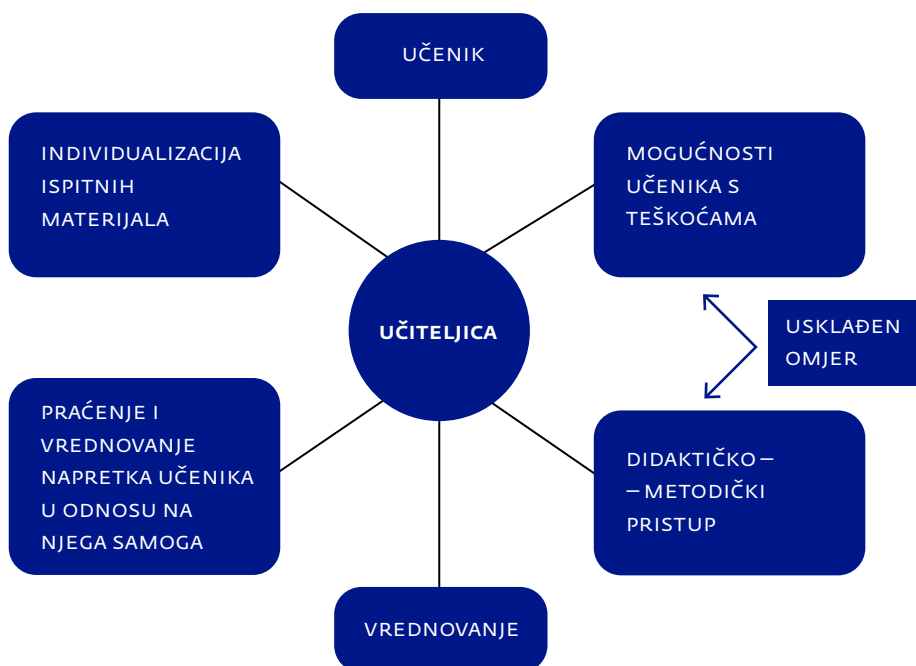 UČENIK
INDIVIDUALIZACIJA
ISPITNIH
MATERIJALA
MOGUĆNOSTI
UČENIKA S
TEŠKOĆAMA
UČITELJICA
USKLAĐEN
OMJER
PRAĆENJE I
VREDNOVANJE
NAPRETKA UČENIKA
U ODNOSU NA
NJEGA SAMOGA
DIDAKTIČKO –
– METODIČKI
PRISTUP
VREDNOVANJE